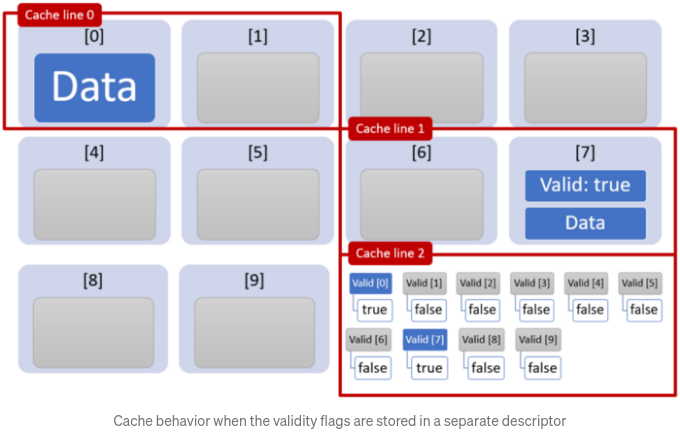 Cache line 0
[0]
[1]
[2]
[3]
Data
Cache line 1
[4]
[5]
[6]
[7]
Valid: true
Data
Cache line 2
[8]
[9]
Valid [0]
Valid [1]
Valid [2]
Valid [3]
Valid [4]
Valid [5]
true
false
false
false
false
false
Valid [6]
Valid [7]
Valid [8]
Valid [9]
false
true
false
false
Cache behavior when the validity flags are stored in a separate descriptor